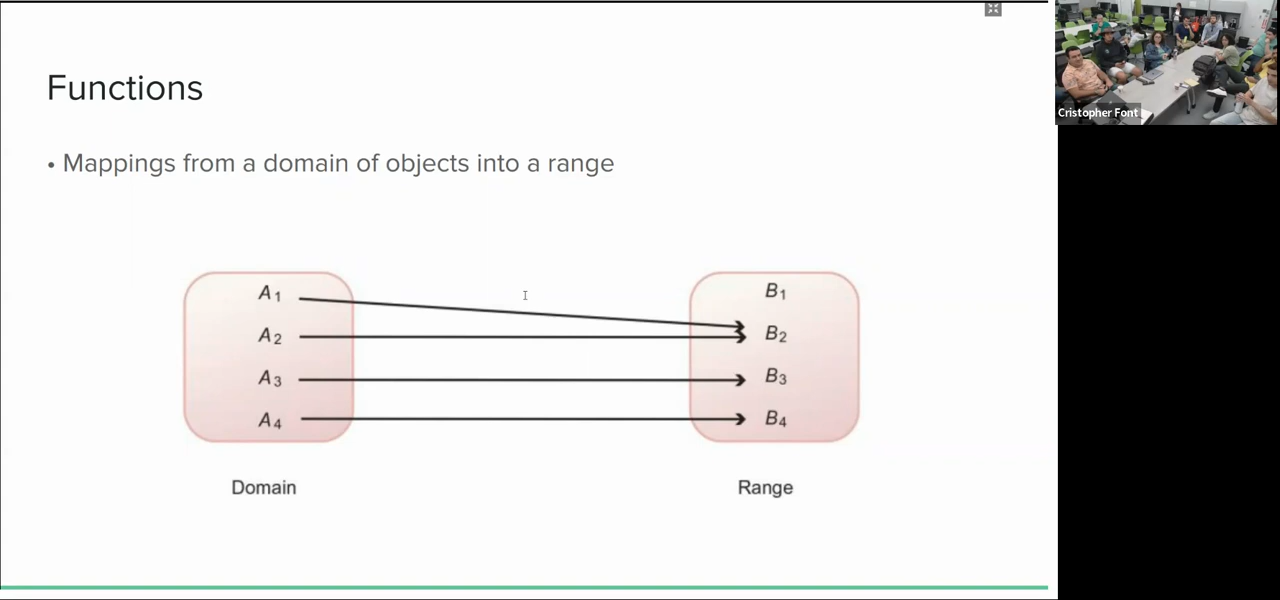 Functions
• Mappings from a domain of objects into a range
A1 B1
A2 B2
A3 B3
A4 B4
Domain Range
Cristopher Font